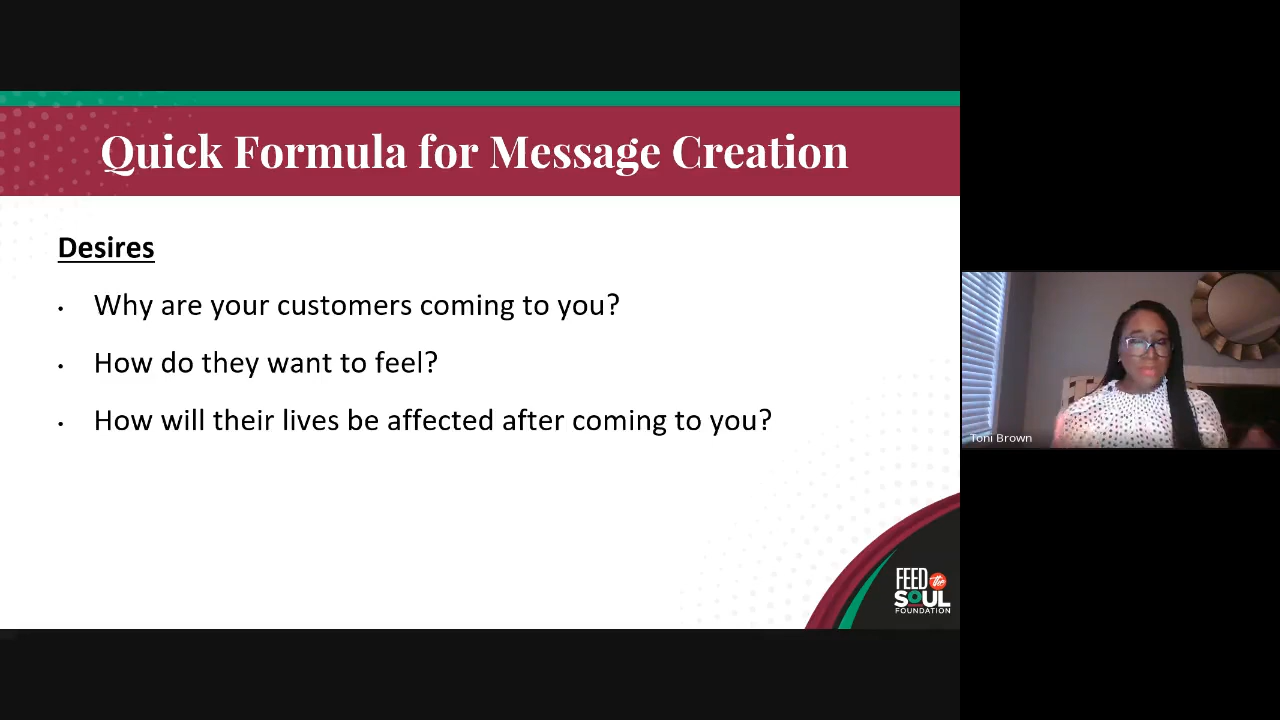 Quick Formula for Message Creation
Desires
• Why are your customers coming to you?
• How do they want to feel?
• How will their lives be affected after coming to you?
Toni Brown
FEED the
SOUL
FOUNDATION